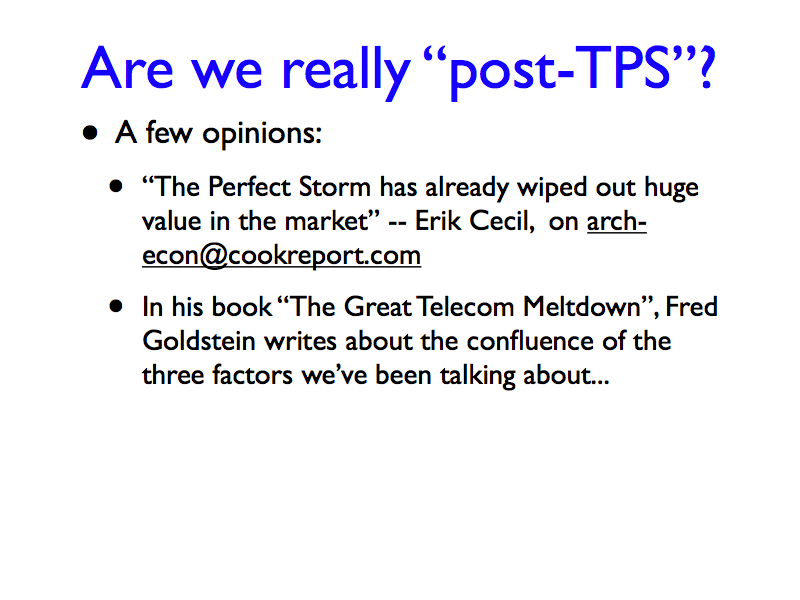 Are we really “post-TPS”?
• A few opinions:
• “The Perfect Storm has already wiped out huge
value in the market” -- Erik Cecil, on arch-
econ@cookreport.com
• In his book “The Great Telecom Meltdown”, Fred
Goldstein writes about the confluence of the
three factors we’ve been talking about...